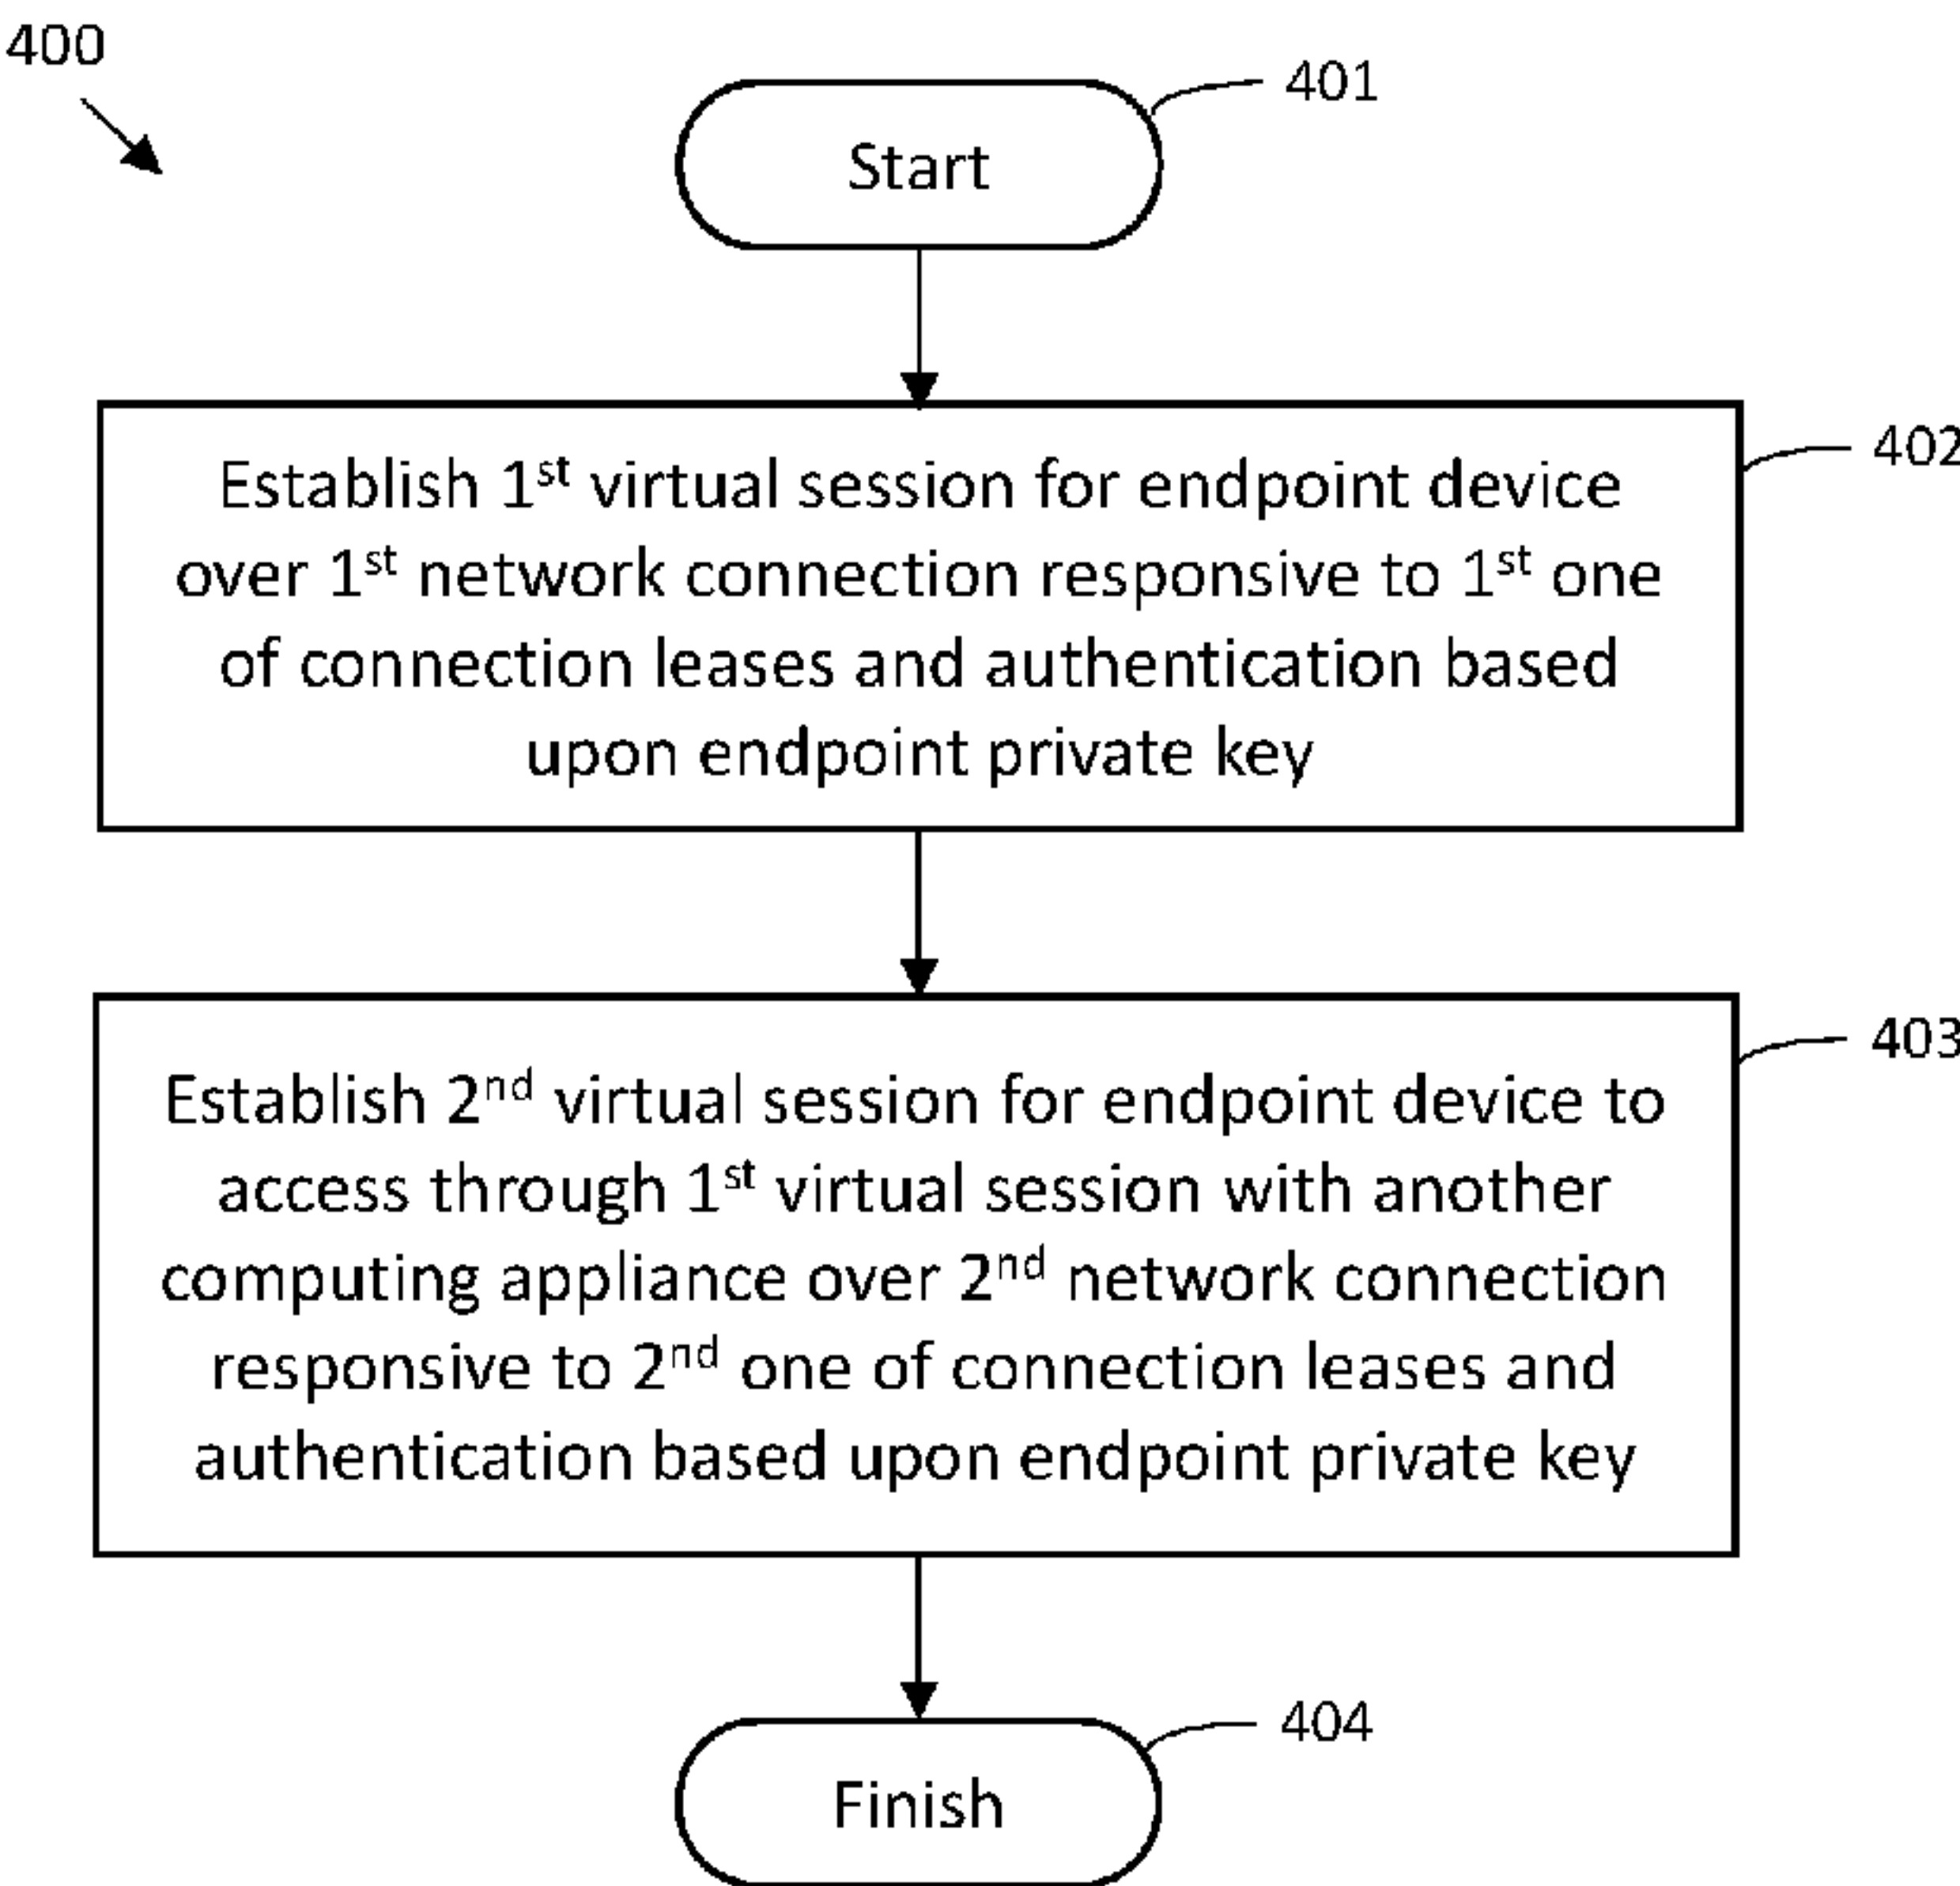 400
401
Start
402
Establish 1st virtual session for endpoint device
over 1st network connection responsive to 1st one
of connection leases and authentication based
upon endpoint private key
403
Establish 2nd virtual session for endpoint device to
access through 1st virtual session with another
computing appliance over 2nd network connection
responsive to 2nd one of connection leases and
authentication based upon endpoint private key
404
Finish